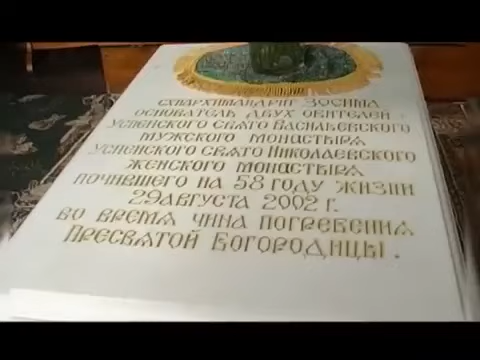 СХИАРХИМАНДРИТ ЗОСИМА
ОСНОВАТЕЛЬ ДВУХ ОБИТЕЛЕЙ
УСПЕНСКОГО СВЯТО ВАСИЛЬЕВСКОГО
МУЖСКОГО МОНАСТЫРЯ
УСПЕНСКОГО СВЯТО НИКОЛАЕВСКОГО
ЖЕНСКОГО МОНАСТЫРЯ
ПОЧИВШЕГО НА 58 ГОДУ ЖИЗНИ
29 АВГУСТА 2002 Г.
ВО ВРЕМЯ ЧИНА ПОГРЕБЕНИЯ
ПРЕСВЯТОЙ БОГОРОДИЦЫ.